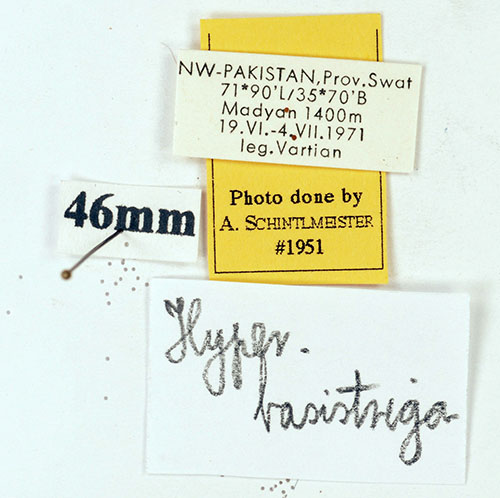 NW-PAKISTAN,Prov.Swat
71*90'L/35*70'B
Madyan 1400m
19.VI.-4.VII.1971
leg.Vartian
46mm
Photo done by
A. SCHINTLMEISTER
#1951
Hyper.
basistriga